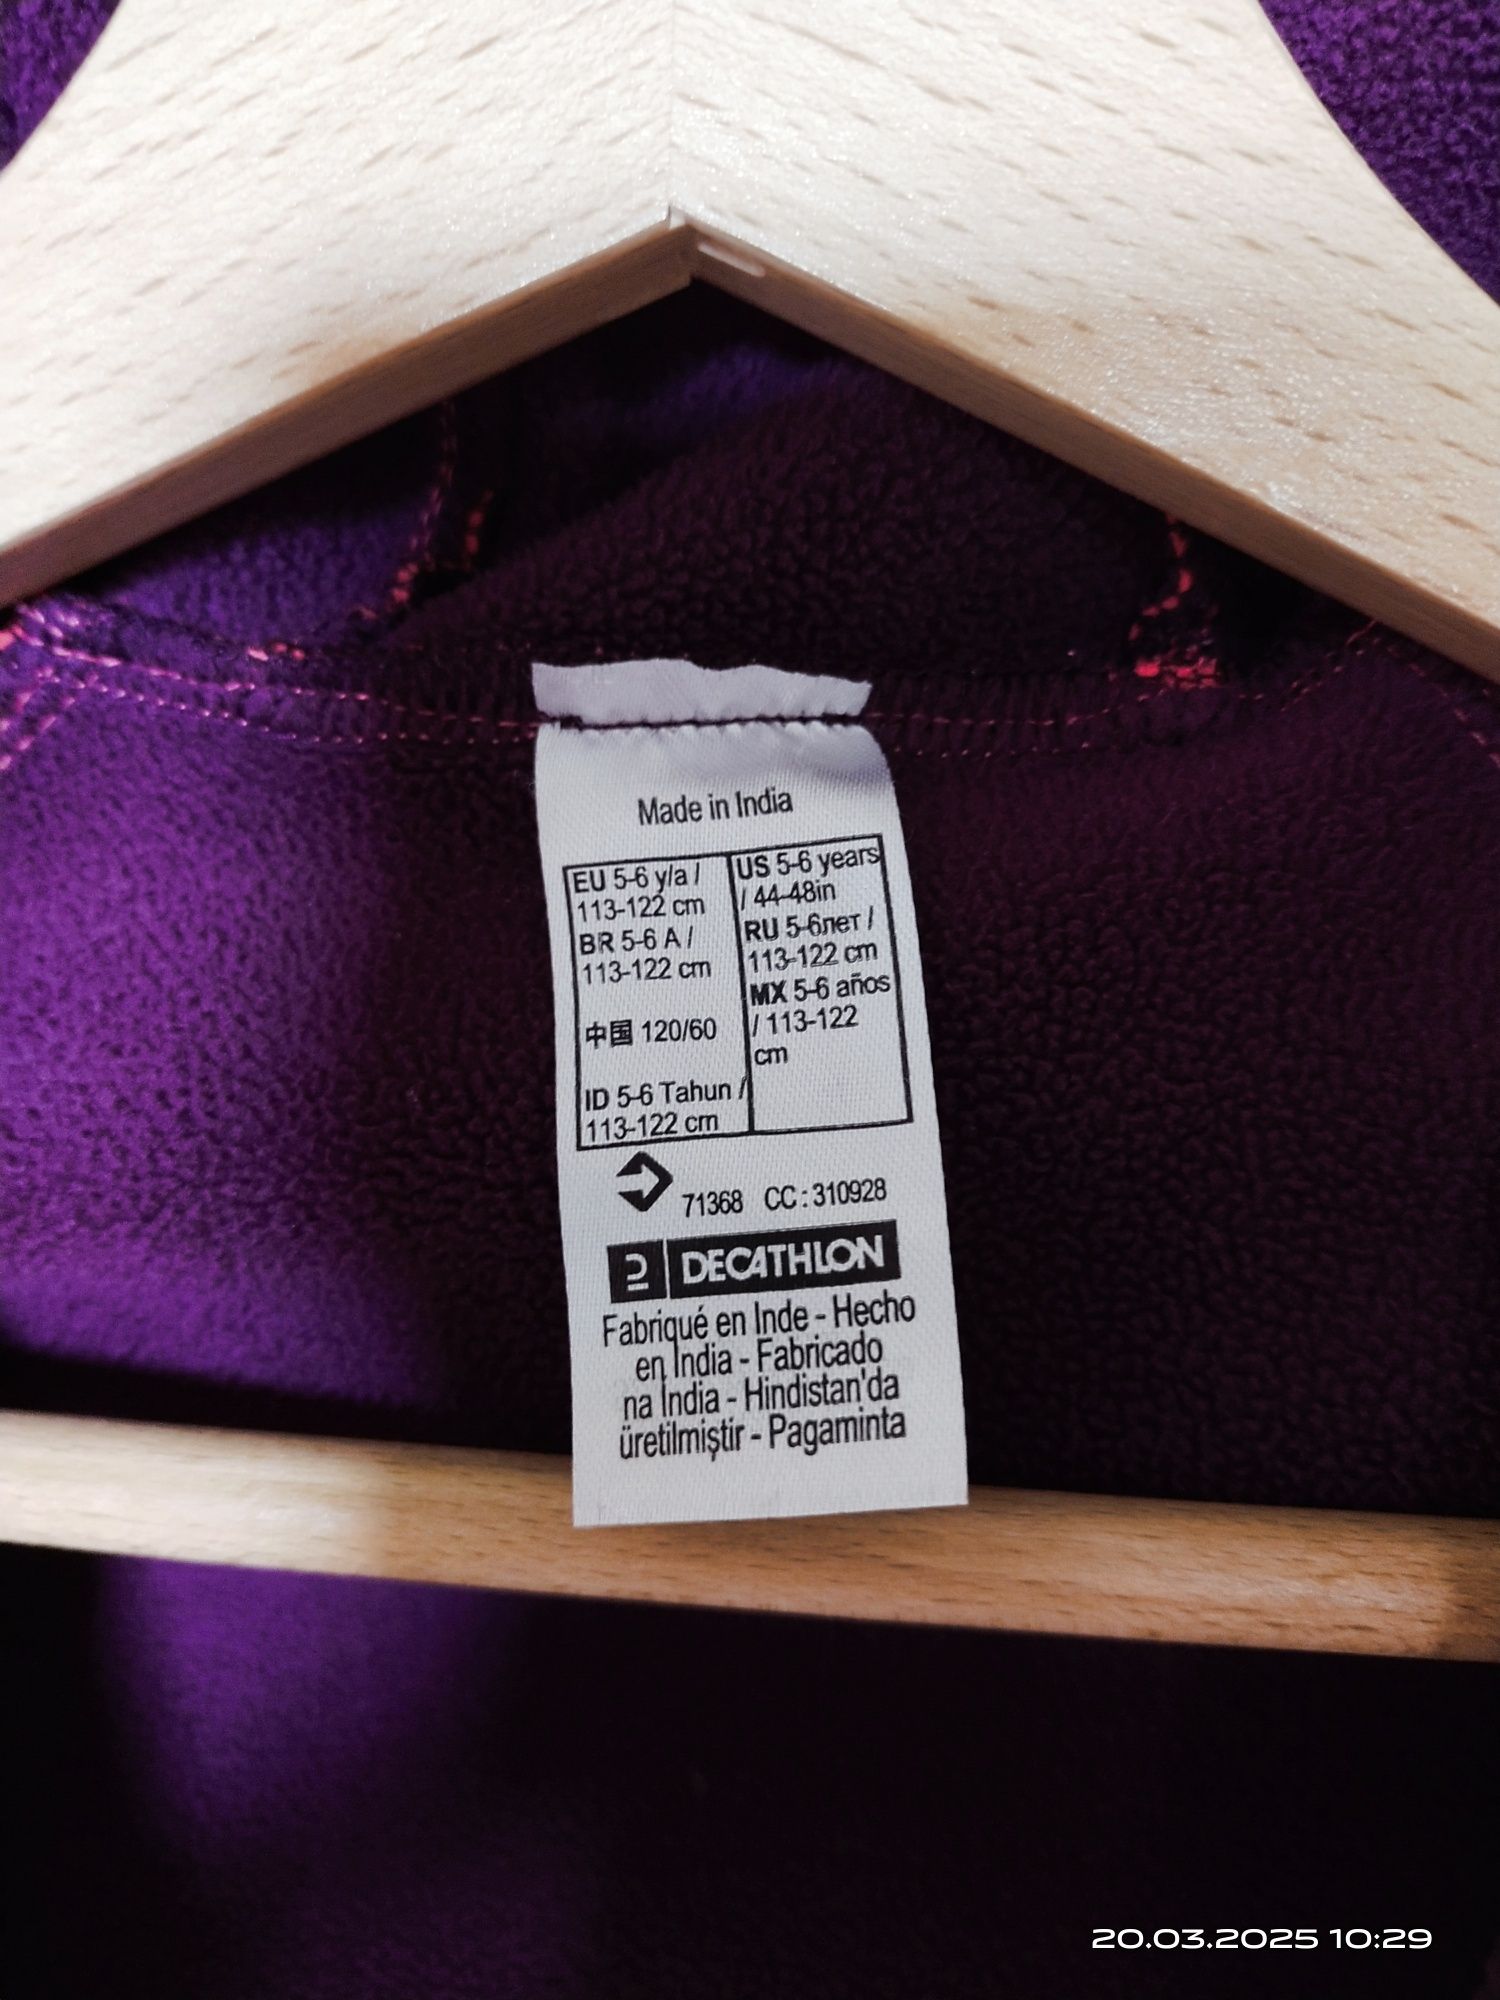 Made in India
EU 5-6 y/a /
113-122 cm
BR 5-6 A /
113-122 cm
中国 120/60
ID 5-6 Tahun /
113-122 cm
US 5-6 years
/ 44-48in
RU 5-6лет /
113-122 cm
MX 5-6 años
/ 113-122
cm
71368 CC : 310928
DECATHLON
Fabriqué en Inde - Hecho
en India - Fabricado
na Índia - Hindistan'da
üretilmiştir - Pagaminta
20.03.2025 10:29